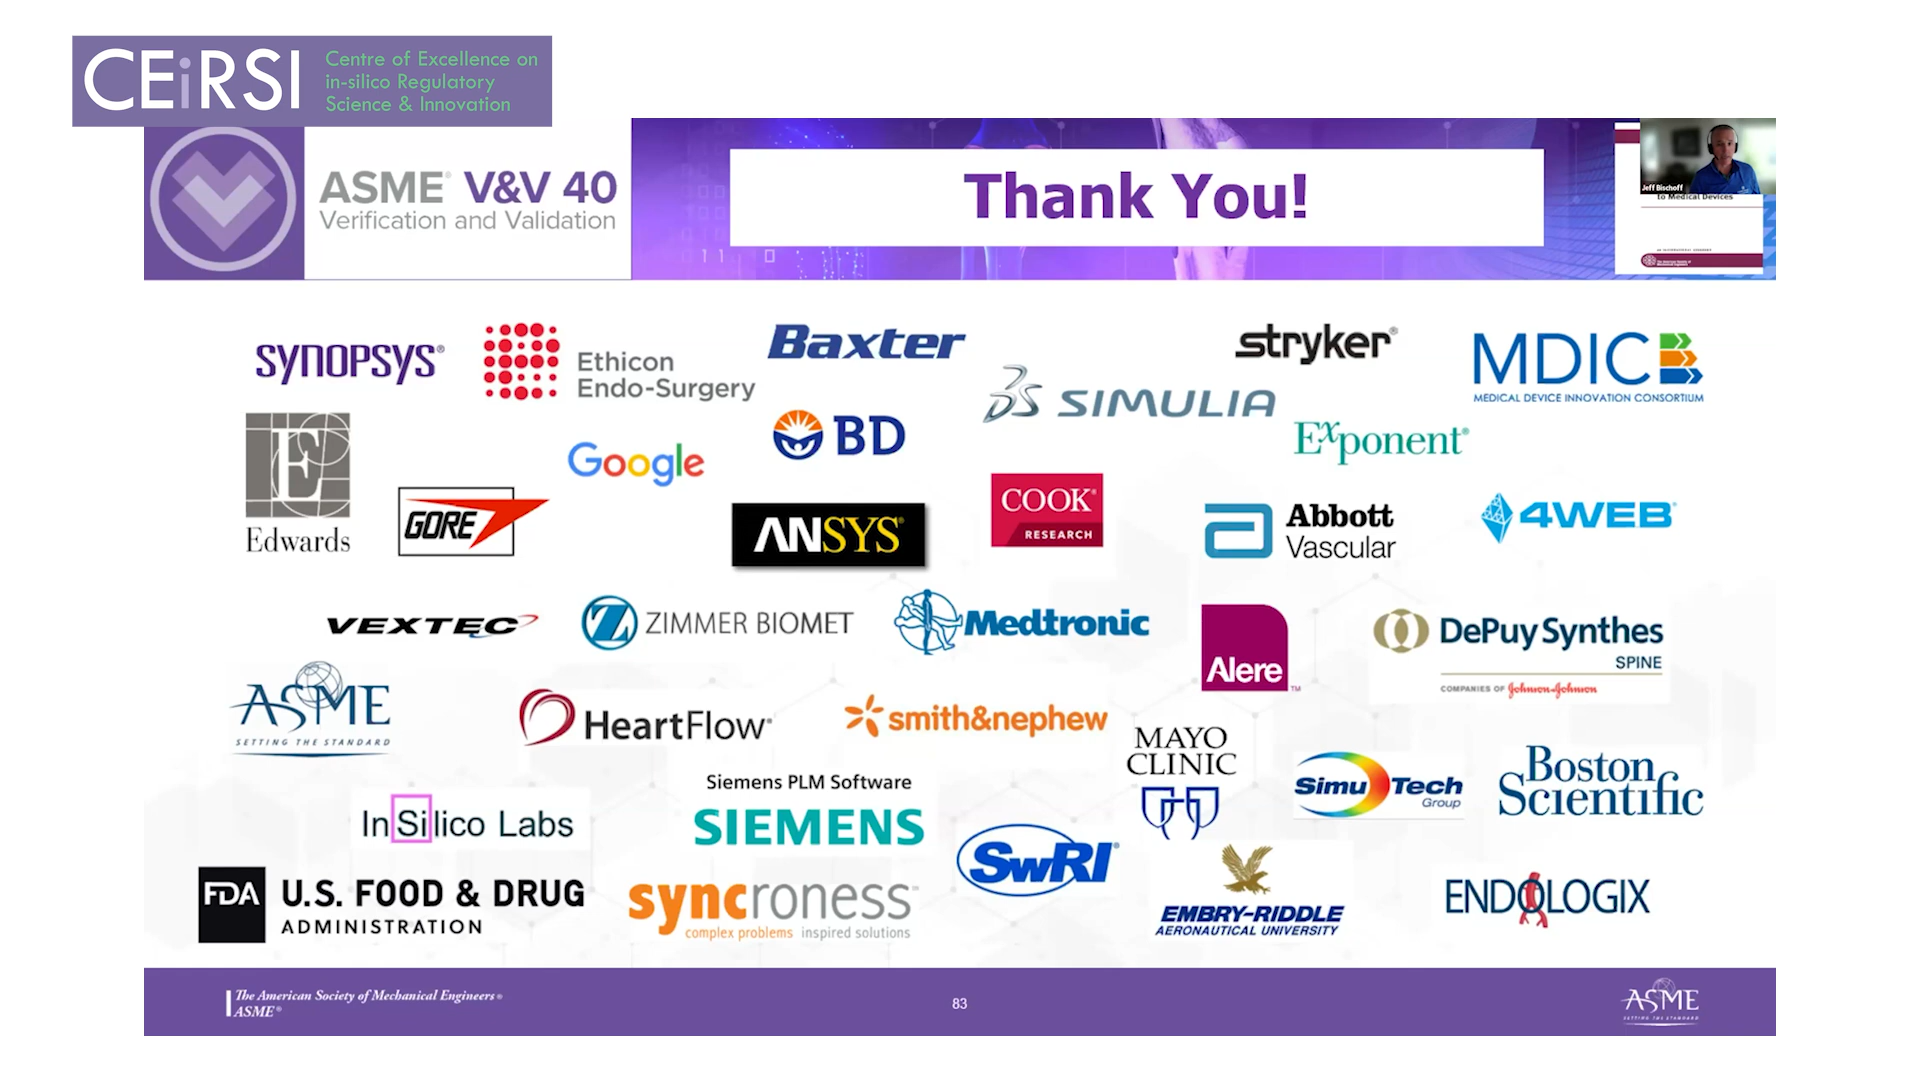 CEiRSI
Centre of Excellence on
in-silico Regulatory
Science & Innovation
ASME® V&V 40
Verification and Validation
Thank You!
Jeff Bischoff
to Medical Devices
11 0
SYNOPSYS®
Ethicon
Endo-Surgery
Baxter
stryker®
MDIC
MEDICAL DEVICE INNOVATION CONSORTIUM
3DS SIMULIA
E
Edwards
Google
BD
Exponent®
GORE
ANSYS®
COOK®
RESEARCH
a
Abbott
Vascular
4WEB
VEXTEC
Z ZIMMER BIOMET
Medtronic
Alere™
DePuy Synthes
SPINE
COMPANIES OF Johnson & Johnson
ASME
SETTING THE STANDARD
HeartFlow®
smith&nephew
MAYO
CLINIC
SimuTech
Group
Boston
Scientific
InSilico Labs
Siemens PLM Software
SIEMENS
SwRI®
FDA
U.S. FOOD & DRUG
ADMINISTRATION
syncroness™
complex problems inspired solutions
EMBRY-RIDDLE
AERONAUTICAL UNIVERSITY
ENDOLOGIX
The American Society of Mechanical Engineers®
ASME®
83
ASME
SETTING THE STANDARD